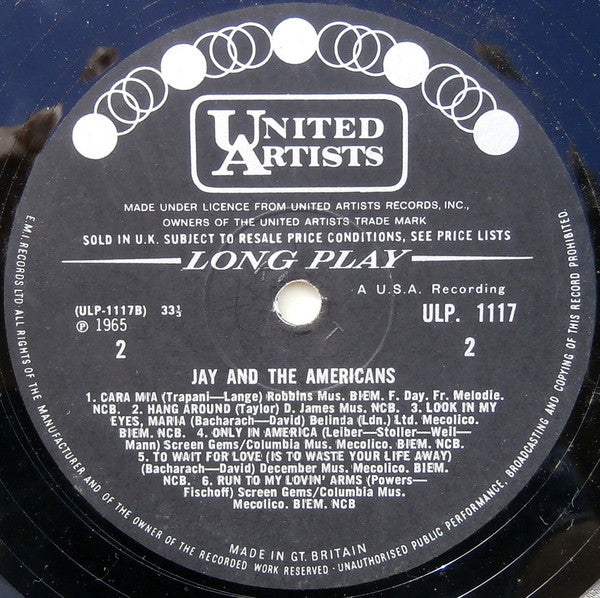 UNITED
ARTISTS
MADE UNDER LICENCE FROM UNITED ARTISTS RECORDS, INC.,
OWNERS OF THE UNITED ARTISTS TRADE MARK
SOLD IN U.K. SUBJECT TO RESALE PRICE CONDITIONS, SEE PRICE LISTS
LONG PLAY
A U.S.A. Recording
(ULP-1117B) 33⅓
ULP. 1117
℗ 1965
2
2
JAY AND THE AMERICANS
1. CARA MIA (Trapani—Lange) Robbins Mus. BIEM. F. Day. Fr. Melodie.
NCB. 2. HANG AROUND (Taylor) D. James Mus. NCB. 3. LOOK IN MY
EYES, MARIA (Bacharach—David) Belinda (Ldn.) Ltd. Mecolico.
BIEM. NCB. 4. ONLY IN AMERICA (Leiber—Stoller—Weil—
Mann) Screen Gems/Columbia Mus. Mecolico. BIEM. NCB.
5. TO WAIT FOR LOVE (IS TO WASTE YOUR LIFE AWAY)
(Bacharach—David) December Mus. Mecolico. BIEM.
NCB. 6. RUN TO MY LOVIN' ARMS (Powers—
Fischoff) Screen Gems/Columbia Mus.
Mecolico. BIEM. NCB
MADE IN GT. BRITAIN
E.M.I. RECORDS LTD ALL RIGHTS OF THE MANUFACTURER AND OF THE OWNER OF THE RECORDED WORK RESERVED · UNAUTHORISED PUBLIC PERFORMANCE, BROADCASTING AND COPYING OF THIS RECORD PROHIBITED.